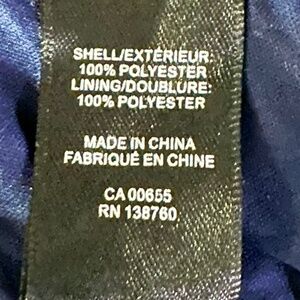 SHELL/EXTÉRIEUR:
100% POLYESTER
LINING/DOUBLURE:
100% POLYESTER
MADE IN CHINA
FABRIQUÉ EN CHINE
CA 00655
RN 138760